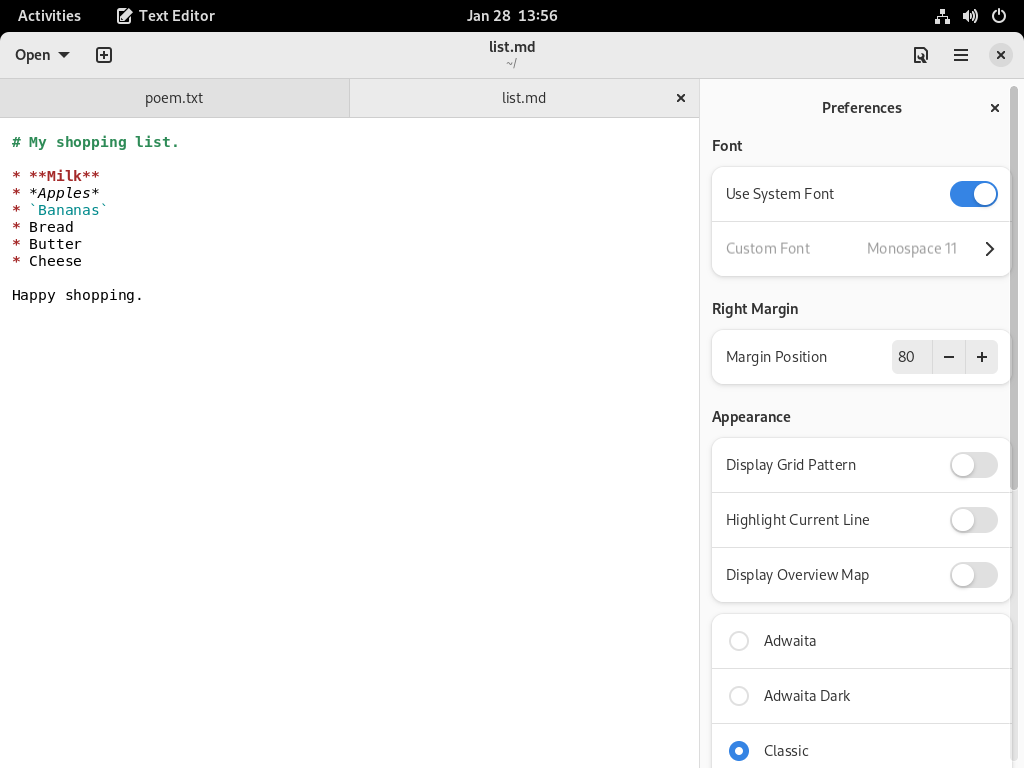 Activities
Text Editor
Jan 28 13:56
Open
list.md
~/
poem.txt
list.md
# My shopping list.
* **Milk**
* *Apples*
* `Bananas`
* Bread
* Butter
* Cheese
Happy shopping.
Preferences
Font
Use System Font
Custom Font Monospace 11
Right Margin
Margin Position 80
Appearance
Display Grid Pattern
Highlight Current Line
Display Overview Map
Adwaita
Adwaita Dark
Classic